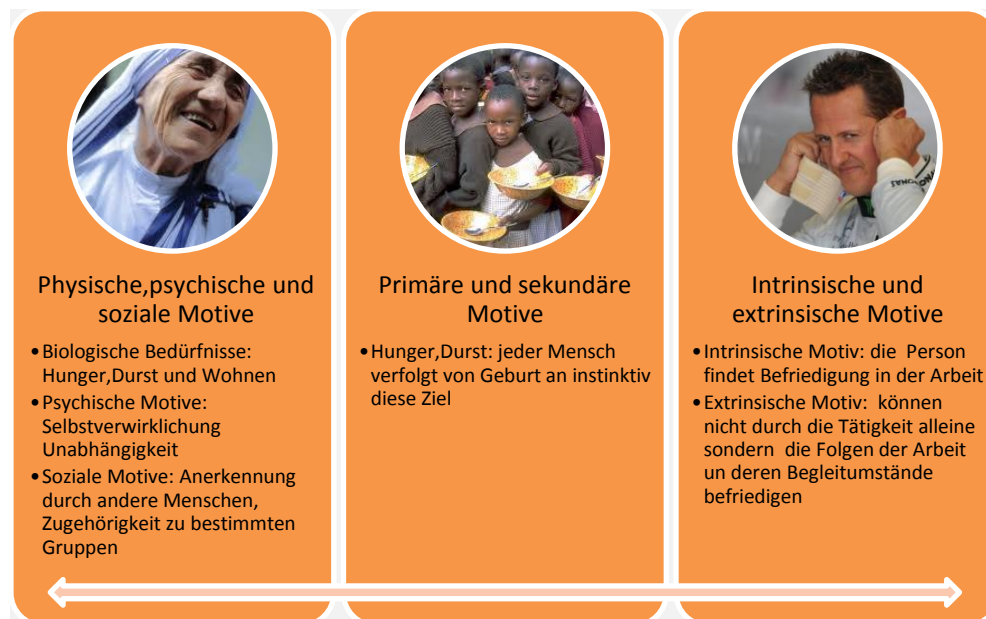 Physische,psychische und
soziale Motive
•Biologische Bedürfnisse:
Hunger,Durst und Wohnen
•Psychische Motive:
Selbstverwirklichung
Unabhängigkeit
•Soziale Motive: Anerkennung
durch andere Menschen,
Zugehörigkeit zu bestimmten
Gruppen
Primäre und sekundäre
Motive
•Hunger,Durst: jeder Mensch
verfolgt von Geburt an instinktiv
diese Ziel
Intrinsische und
extrinsische Motive
•Intrinsische Motiv: die  Person
findet Befriedigung in der Arbeit
•Extrinsische Motiv:  können
nicht durch die Tätigkeit alleine
sondern  die Folgen der Arbeit
un deren Begleitumstände
befriedigen